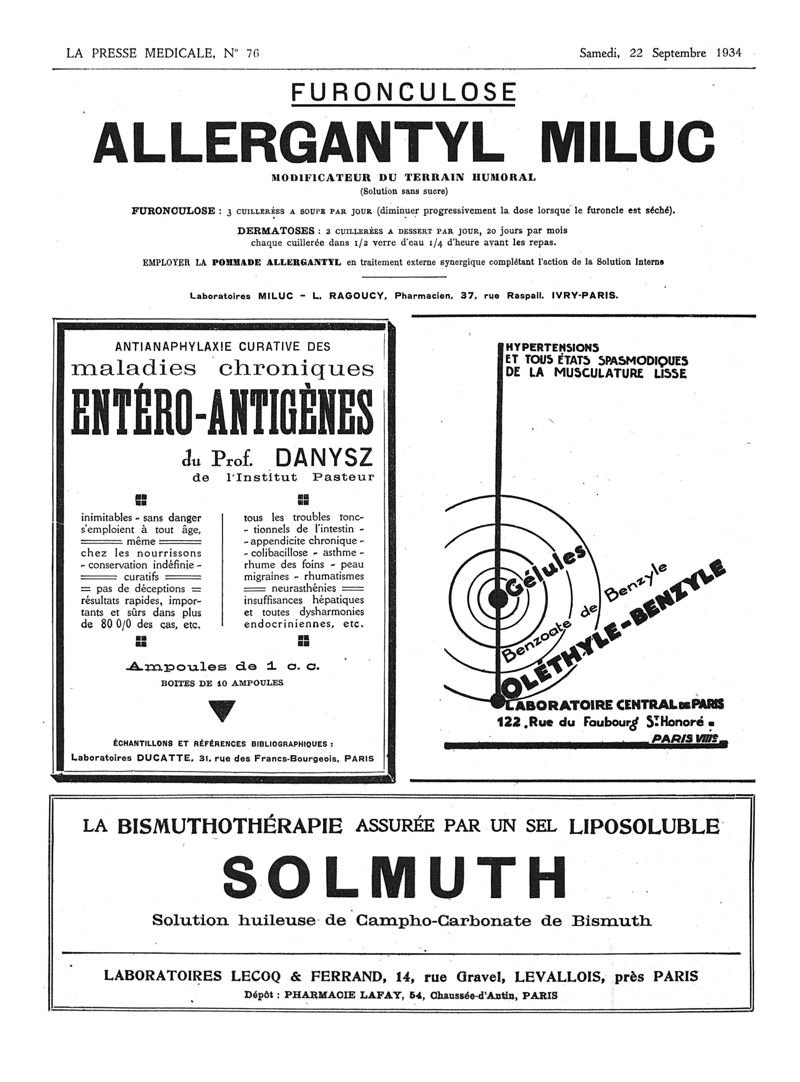 LA PRESSE MEDICALE, N° 76
Samedi, 22 Septembre 1934
FURONCULOSE
ALLERGANTYL MILUC
MODIFICATEUR DU TERRAIN HUMORAL
(Solution sans sucre)
FURONCULOSE : 3 CUILLERÉES A SOUPE PAR JOUR (diminuer progressivement la dose lorsque le furoncle est séché).
DERMATOSES : 2 CUILLERÉES A DESSERT PAR JOUR, 20 jours par mois
chaque cuillerée dans 1/2 verre d'eau 1/4 d'heure avant les repas.
EMPLOYER LA POMMADE ALLERGANTYL en traitement externe synergique complétant l'action de la Solution Interne
Laboratoires MILUC - L. RAGOUCY, Pharmacien, 37, rue Raspail. IVRY-PARIS.
ANTIANAPHYLAXIE CURATIVE DES
maladies chroniques
ENTÉRO-ANTIGÈNES
du Prof. DANYSZ
de l'Institut Pasteur
inimitables - sans danger
s'emploient à tout âge,
même
chez les nourrissons
- conservation indéfinie -
curatifs
= pas de déceptions =
résultats rapides, impor-
tants et sûrs dans plus
de 80 0/0 des cas, etc.
tous les troubles fonc-
- tionnels de l'intestin -
- appendicite chronique -
- colibacillose - asthme -
rhume des foins - peau
migraines - rhumatismes
neurasthénies
insuffisances hépatiques
et toutes dysharmonies
endocriniennes, etc.
Ampoules de 1 c. c.
BOITES DE 10 AMPOULES
ÉCHANTILLONS ET RÉFÉRENCES BIBLIOGRAPHIQUES :
Laboratoires DUCATTE, 31, rue des Francs-Bourgeois, PARIS
HYPERTENSIONS
ET TOUS ÉTATS SPASMODIQUES
DE LA MUSCULATURE LISSE
Gélules
Benzoate de Benzyle
OLÉTHYLE-BENZYLE
LABORATOIRE CENTRAL DE PARIS
122, Rue du Faubourg St Honoré
PARIS VIIIe
LA BISMUTHOTHÉRAPIE ASSURÉE PAR UN SEL LIPOSOLUBLE
SOLMUTH
Solution huileuse de Campho-Carbonate de Bismuth
LABORATOIRES LECOQ & FERRAND, 14, rue Gravel, LEVALLOIS, près PARIS
Dépôt : PHARMACIE LAFAY, 54, Chaussée-d'Antin, PARIS